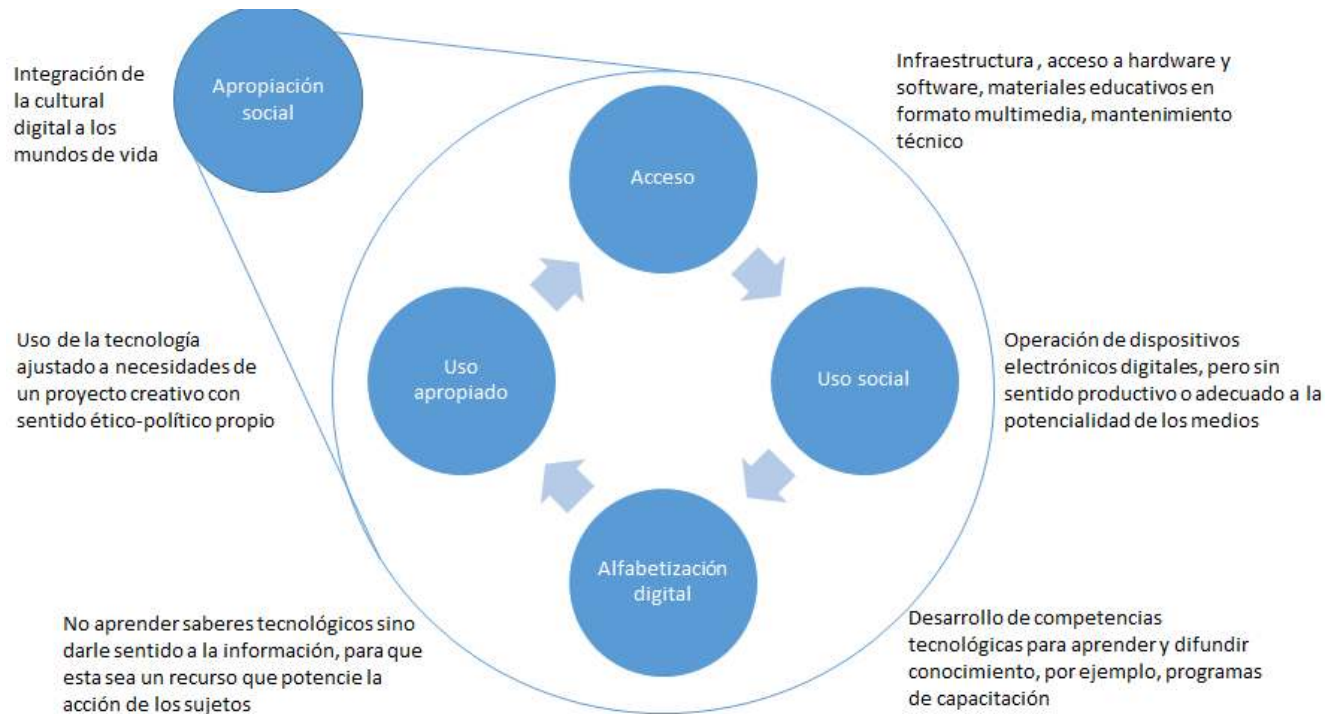 Integración de
la cultural
digital a los
mundos de vida
Apropiación
social
Infraestructura , acceso a hardware y
software, materiales educativos en
formato multimedia, mantenimiento
técnico
Acceso
Uso de la tecnología
ajustado a necesidades de
un proyecto creativo con
sentido ético-político propio
Uso
apropiado
Uso social
Operación de dispositivos
electrónicos digitales, pero sin
sentido productivo o adecuado a la
potencialidad de los medios
Alfabetización
digital
No aprender saberes tecnológicos sino
darle sentido a la información, para que
esta sea un recurso que potencie la
acción de los sujetos
Desarrollo de competencias
tecnológicas para aprender y difundir
conocimiento, por ejemplo, programas
de capacitación